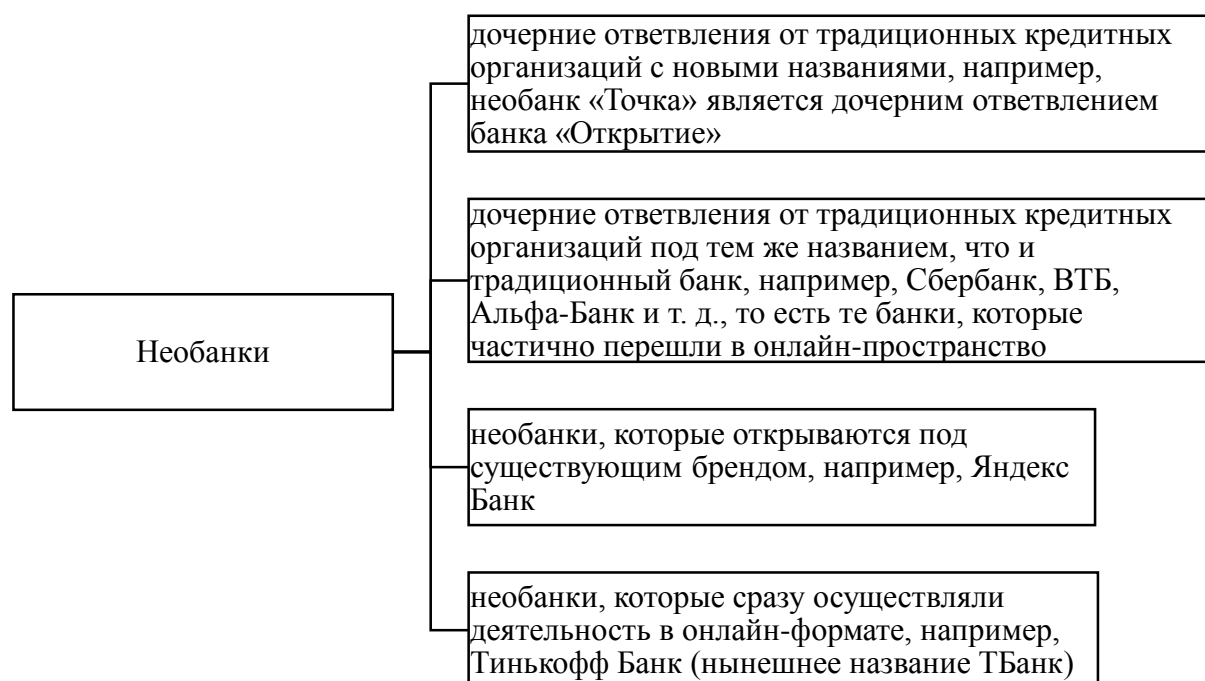 дочерние ответвления от традиционных кредитных
организаций с новыми названиями, например,
необанк «Точка» является дочерним ответвлением
банка «Открытие»
дочерние ответвления от традиционных кредитных
организаций под тем же названием, что и
традиционный банк, например, Сбербанк, ВТБ,
Альфа-Банк и т. д., то есть те банки, которые
частично перешли в онлайн-пространство
Необанки
необанки, которые открываются под
существующим брендом, например, Яндекс
Банк
необанки, которые сразу осуществляли
деятельность в онлайн-формате, например,
Тинькофф Банк (нынешнее название ТБанк)